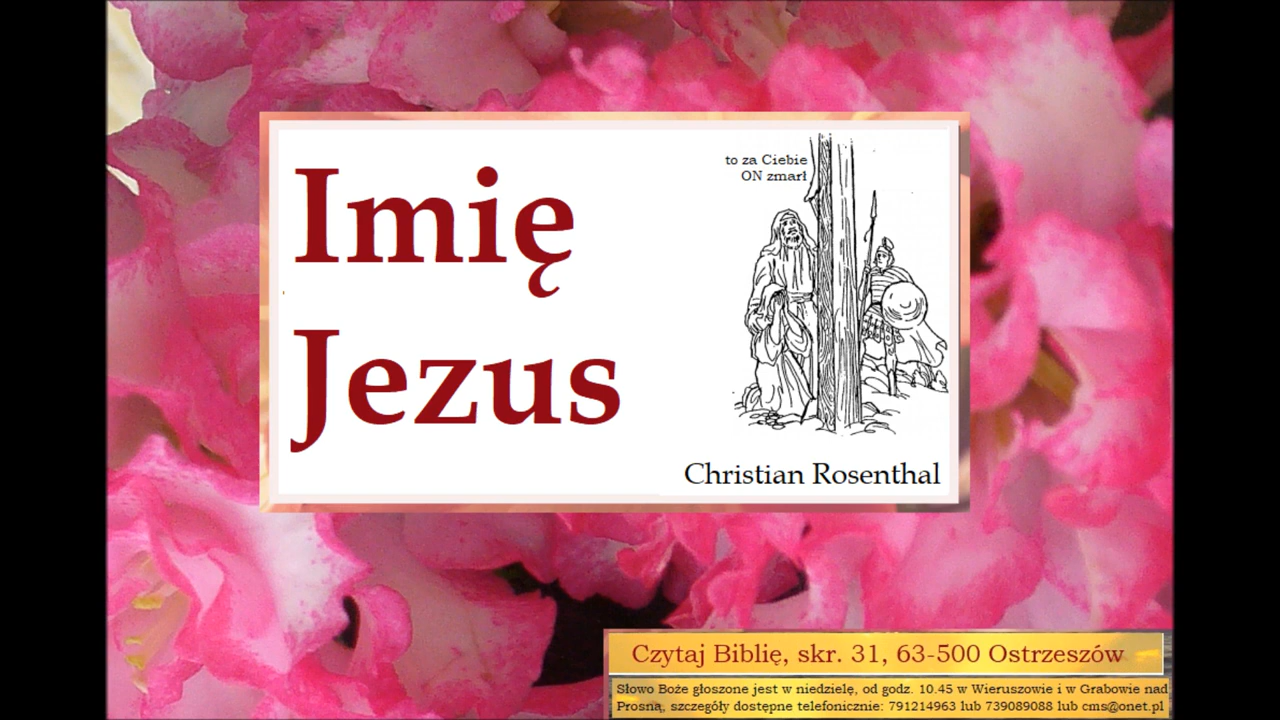 Imię
Jezus
to za Ciebie
ON zmarł
Christian Rosenthal
Czytaj Biblię, skr. 31, 63-500 Ostrzeszów
Słowo Boże głoszone jest w niedzielę, od godz. 10.45 w Wieruszowie i w Grabowie nad
Prosną, szczegóły dostępne telefonicznie: 791214963 lub 739089088 lub cms@onet.pl